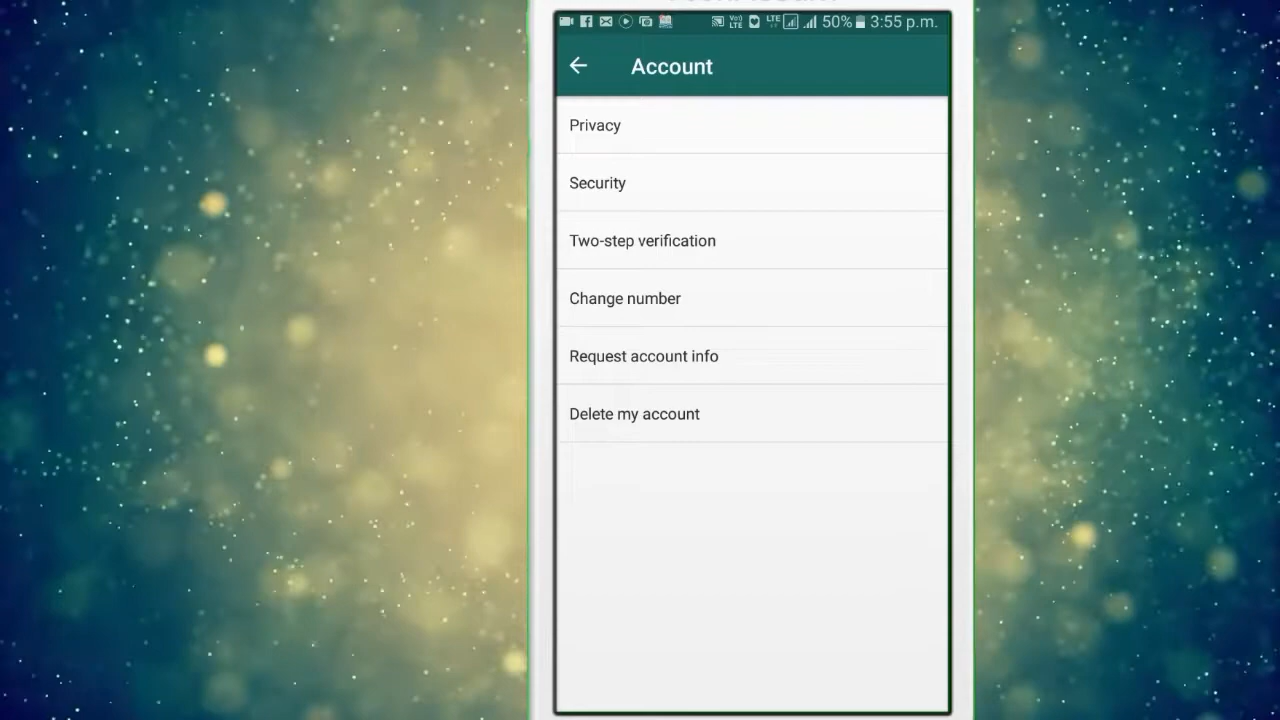 50% 3:55 p.m.
Account
Privacy
Security
Two-step verification
Change number
Request account info
Delete my account